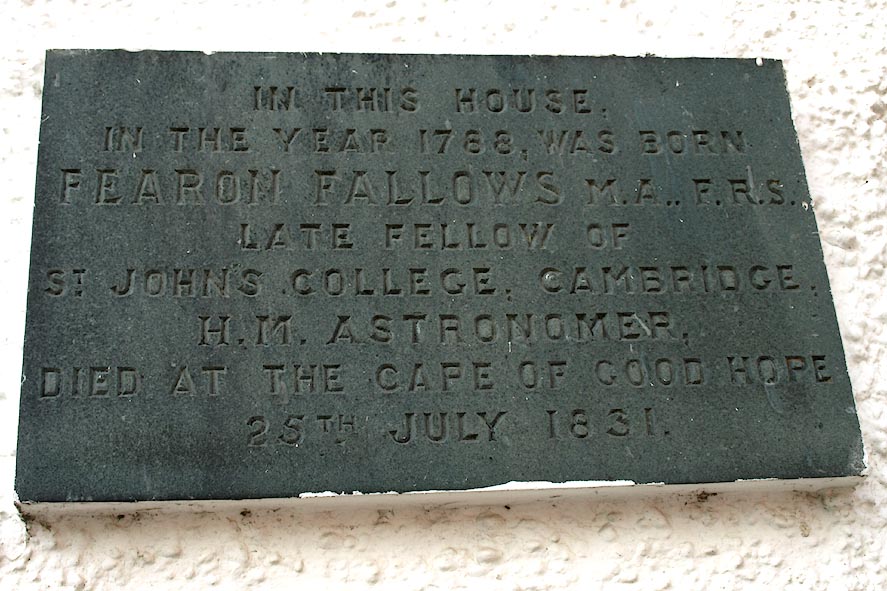 IN THIS HOUSE,
IN THE YEAR 1788, WAS BORN
FEARON FALLOWS M.A., F.R.S.
LATE FELLOW OF
ST JOHN'S COLLEGE, CAMBRIDGE.
H.M. ASTRONOMER,
DIED AT THE CAPE OF GOOD HOPE
25TH JULY 1831.